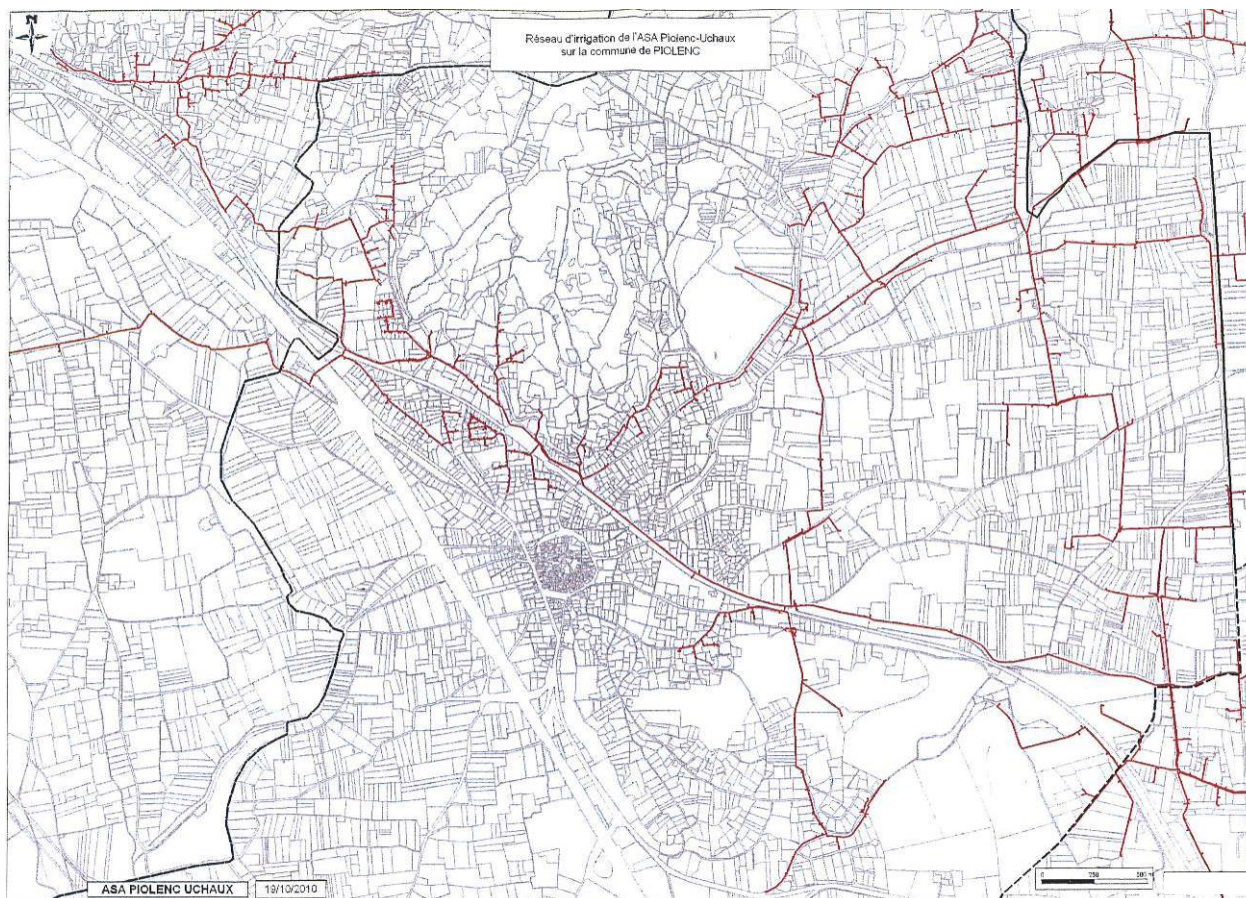 N
Réseau d'irrigation de l'ASA Piolenc-Uchaux
sur la commune de PIOLENC
ASA PIOLENC UCHAUX
19/10/2010
0 250 500 m